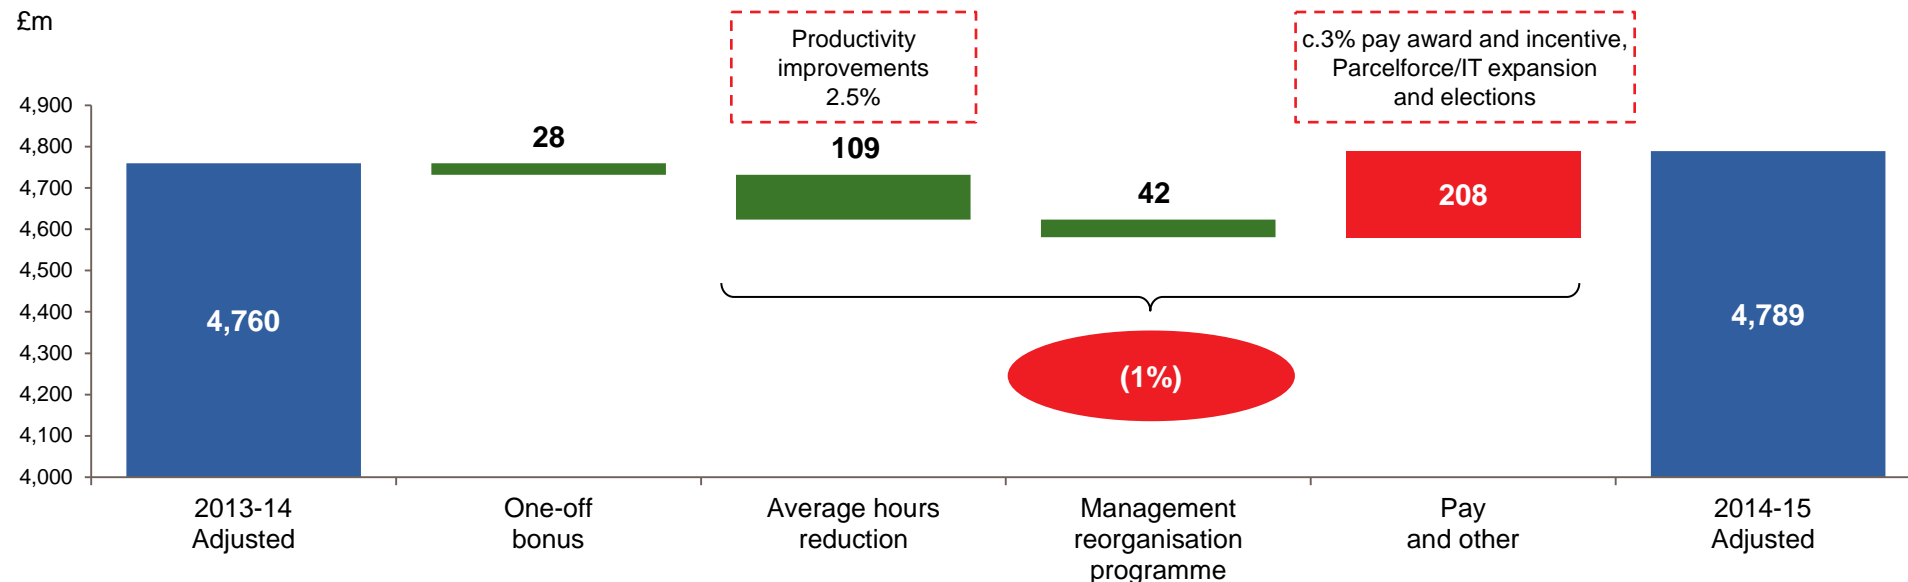 £m
Productivity
improvements
2.5%
c.3% pay award and incentive,
Parcelforce/IT expansion
and elections
4,900
4,800
4,700
4,600
4,500
4,400
4,300
4,200
4,100
4,000
4,760
28
109
42
208
4,789
(1%)
2013-14
Adjusted
One-off
bonus
Average hours
reduction
Management
reorganisation
programme
Pay
and other
2014-15
Adjusted